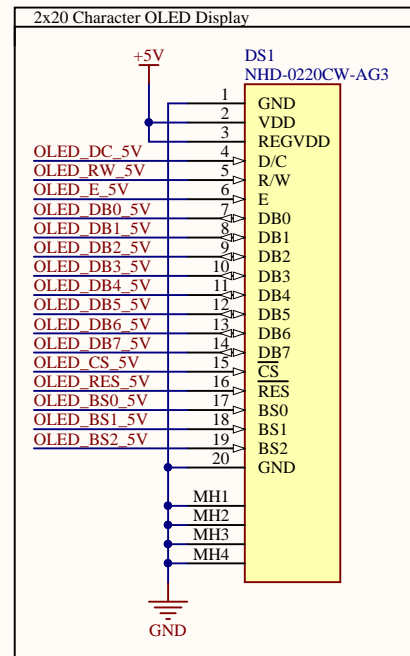 2x20 Character OLED Display
+5V
DS1
NHD-0220CW-AG3
1 GND
2 VDD
3 REGVDD
OLED_DC_5V 4 D/C
OLED_RW_5V 5 R/W
OLED_E_5V 6 E
OLED_DB0_5V 7 DB0
OLED_DB1_5V 8 DB1
OLED_DB2_5V 9 DB2
OLED_DB3_5V 10 DB3
OLED_DB4_5V 11 DB4
OLED_DB5_5V 12 DB5
OLED_DB6_5V 13 DB6
OLED_DB7_5V 14 DB7
OLED_CS_5V 15 C̅S̅
OLED_RES_5V 16 R̅E̅S̅
OLED_BS0_5V 17 BS0
OLED_BS1_5V 18 BS1
OLED_BS2_5V 19 BS2
20 GND
MH1
MH2
MH3
MH4
GND